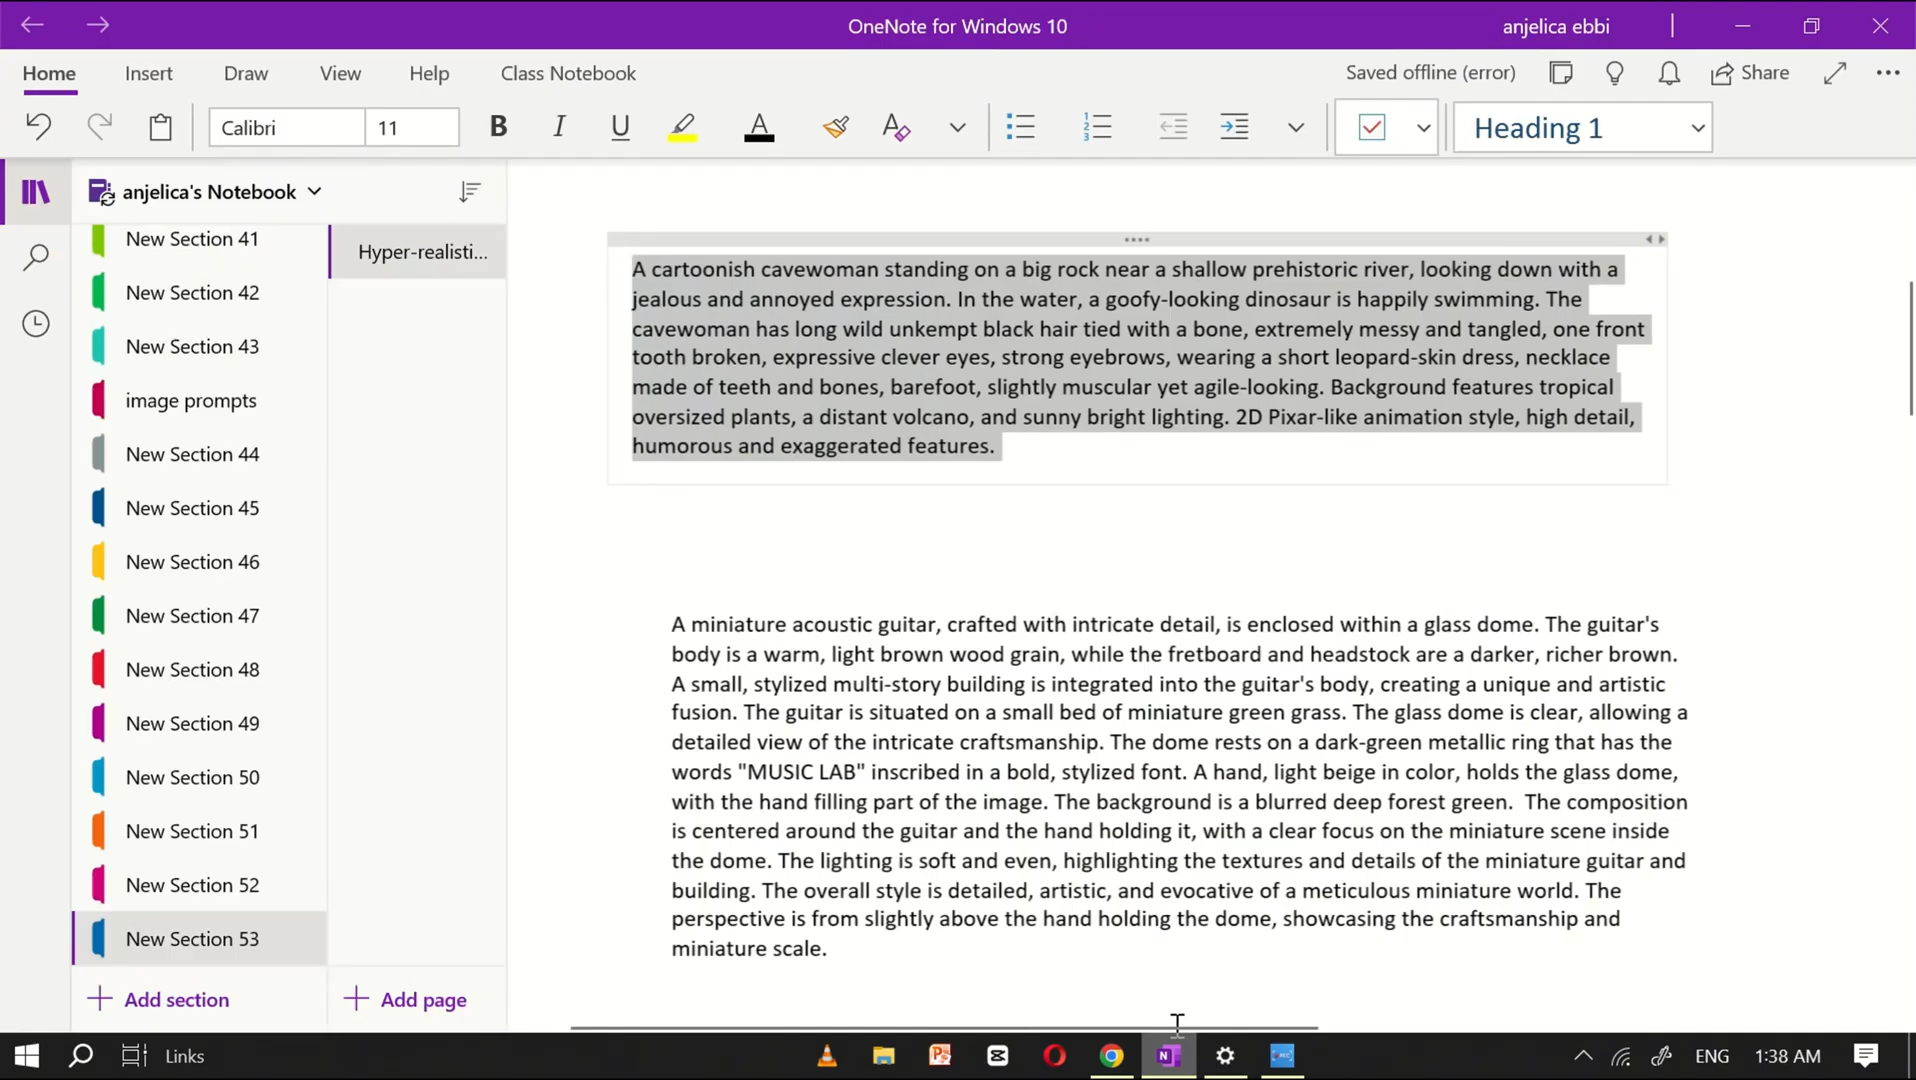 OneNote for Windows 10
anjelica ebbi
Home
Insert
Draw
View
Help
Class Notebook
Saved offline (error)
Share
Calibri
11
B
I
U
Heading 1
anjelica's Notebook
New Section 41
New Section 42
New Section 43
image prompts
New Section 44
New Section 45
New Section 46
New Section 47
New Section 48
New Section 49
New Section 50
New Section 51
New Section 52
New Section 53
Add section
Hyper-realisti...
Add page
A cartoonish cavewoman standing on a big rock near a shallow prehistoric river, looking down with a
jealous and annoyed expression. In the water, a goofy-looking dinosaur is happily swimming. The
cavewoman has long wild unkempt black hair tied with a bone, extremely messy and tangled, one front
tooth broken, expressive clever eyes, strong eyebrows, wearing a short leopard-skin dress, necklace
made of teeth and bones, barefoot, slightly muscular yet agile-looking. Background features tropical
oversized plants, a distant volcano, and sunny bright lighting. 2D Pixar-like animation style, high detail,
humorous and exaggerated features.
A miniature acoustic guitar, crafted with intricate detail, is enclosed within a glass dome. The guitar's
body is a warm, light brown wood grain, while the fretboard and headstock are a darker, richer brown.
A small, stylized multi-story building is integrated into the guitar's body, creating a unique and artistic
fusion. The guitar is situated on a small bed of miniature green grass. The glass dome is clear, allowing a
detailed view of the intricate craftsmanship. The dome rests on a dark-green metallic ring that has the
words "MUSIC LAB" inscribed in a bold, stylized font. A hand, light beige in color, holds the glass dome,
with the hand filling part of the image. The background is a blurred deep forest green.  The composition
is centered around the guitar and the hand holding it, with a clear focus on the miniature scene inside
the dome. The lighting is soft and even, highlighting the textures and details of the miniature guitar and
building. The overall style is detailed, artistic, and evocative of a meticulous miniature world. The
perspective is from slightly above the hand holding the dome, showcasing the craftsmanship and
miniature scale.
Links
ENG
1:38 AM